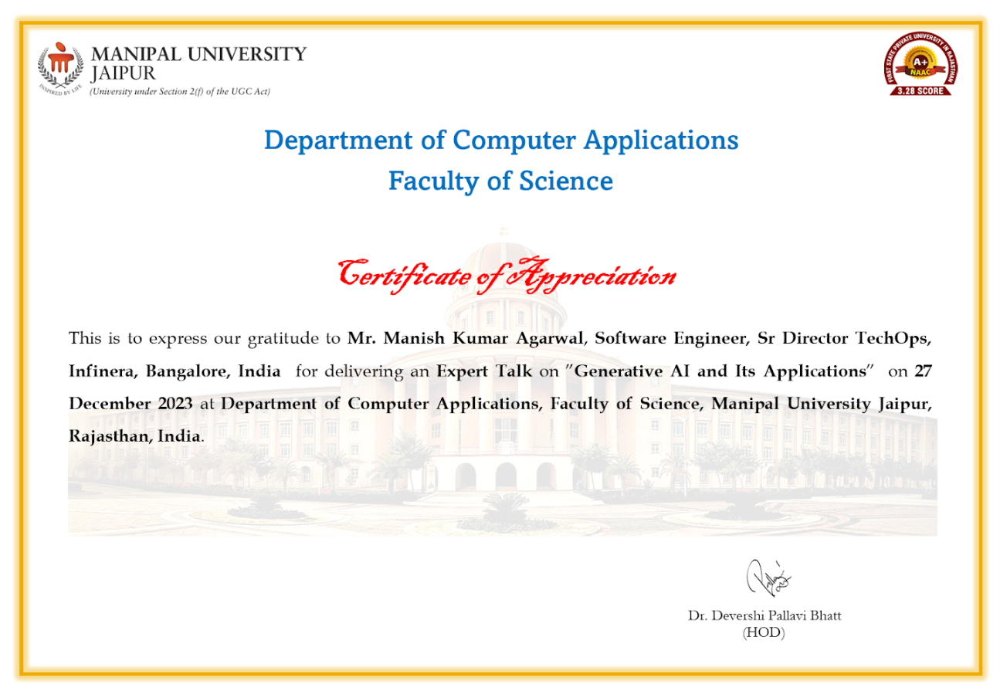 MANIPAL UNIVERSITY
JAIPUR
(University under Section 2(f) of the UGC Act)
INSPIRED BY LIFE
FIRST STATE PRIVATE UNIVERSITY IN RAJASTHAN
A+
NAAC
3.28 SCORE
Department of Computer Applications
Faculty of Science
Certificate of Appreciation
This is to express our gratitude to Mr. Manish Kumar Agarwal, Software Engineer, Sr Director TechOps,
Infinera, Bangalore, India for delivering an Expert Talk on "Generative AI and Its Applications" on 27
December 2023 at Department of Computer Applications, Faculty of Science, Manipal University Jaipur,
Rajasthan, India.
Dr. Devershi Pallavi Bhatt
(HOD)